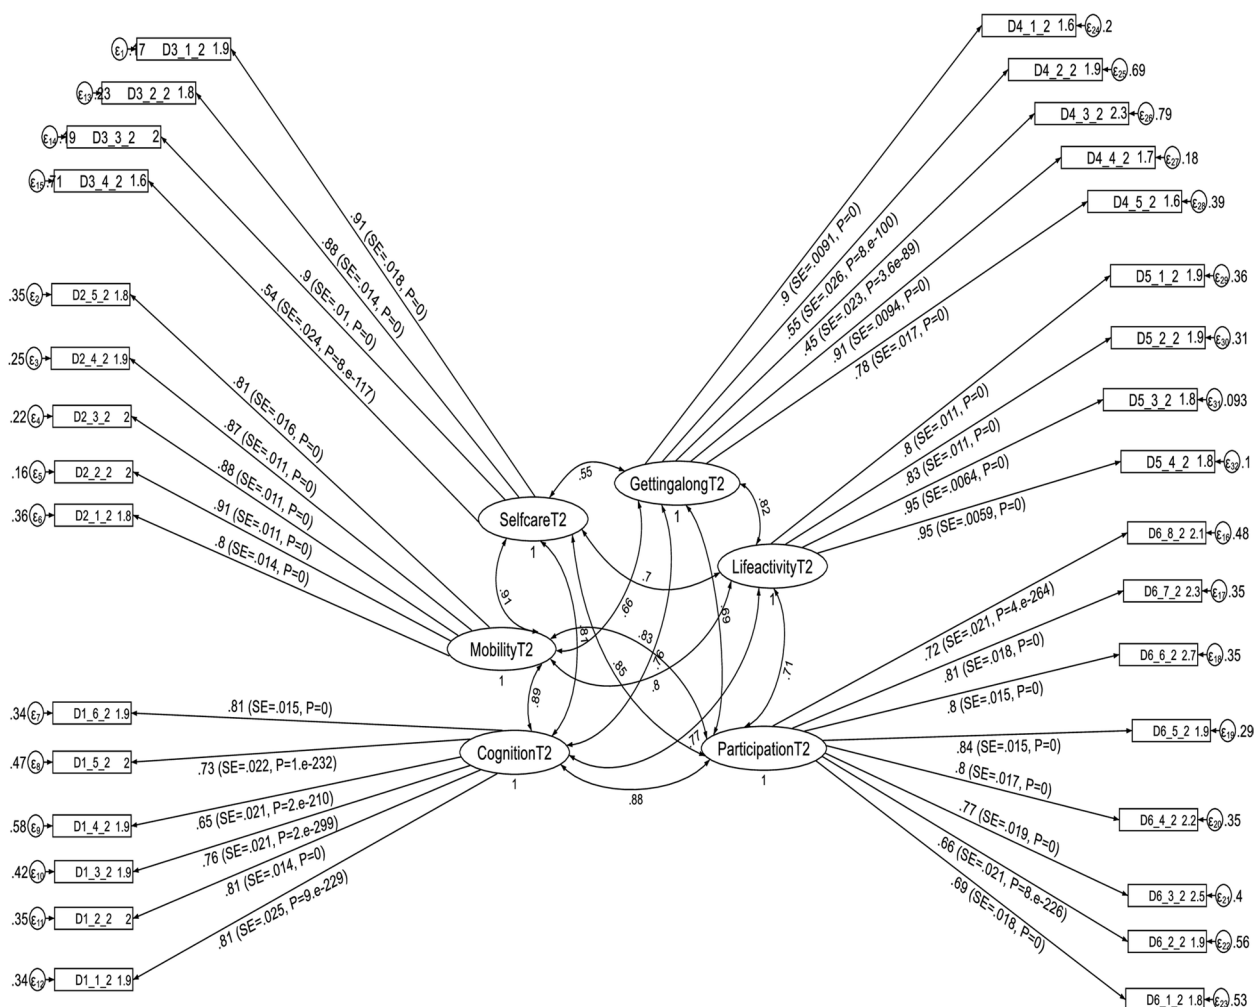 ε1 .17 D3_1_2 1.9
ε13 .23 D3_2_2 1.8
ε14 .19 D3_3_2 2
ε15 .71 D3_4_2 1.6
.35 ε2 D2_5_2 1.8
.25 ε3 D2_4_2 1.9
.22 ε4 D2_3_2 2
.16 ε5 D2_2_2 2
.36 ε6 D2_1_2 1.8
.34 ε7 D1_6_2 1.9
.47 ε8 D1_5_2 2
.58 ε9 D1_4_2 1.9
.42 ε10 D1_3_2 1.9
.35 ε11 D1_2_2 2
.34 ε12 D1_1_2 1.9
.91 (SE=.018, P=0)
.88 (SE=.014, P=0)
.9 (SE=.01, P=0)
.54 (SE=.024, P=8.e-117)
.81 (SE=.016, P=0)
.87 (SE=.011, P=0)
.88 (SE=.011, P=0)
.91 (SE=.011, P=0)
.8 (SE=.014, P=0)
.81 (SE=.015, P=0)
.73 (SE=.022, P=1.e-232)
.65 (SE=.021, P=2.e-210)
.76 (SE=.021, P=2.e-299)
.81 (SE=.014, P=0)
.81 (SE=.025, P=9.e-229)
SelfcareT2
1
GettingalongT2
1
LifeactivityT2
1
MobilityT2
1
CognitionT2
1
ParticipationT2
1
.55
.82
.7
.91
.66
.81
.83
.85
.76
.69
.8
.71
.89
.77
.88
.9 (SE=.0091, P=0)
.55 (SE=.026, P=8.e-100)
.45 (SE=.023, P=3.6e-89)
.91 (SE=.0094, P=0)
.78 (SE=.017, P=0)
.8 (SE=.011, P=0)
.83 (SE=.011, P=0)
.95 (SE=.0064, P=0)
.95 (SE=.0059, P=0)
.72 (SE=.021, P=4.e-264)
.81 (SE=.018, P=0)
.8 (SE=.015, P=0)
.84 (SE=.015, P=0)
.8 (SE=.017, P=0)
.77 (SE=.019, P=0)
.66 (SE=.021, P=8.e-226)
.69 (SE=.018, P=0)
D4_1_2 1.6 ε24 .2
D4_2_2 1.9 ε25 .69
D4_3_2 2.3 ε26 .79
D4_4_2 1.7 ε27 .18
D4_5_2 1.6 ε28 .39
D5_1_2 1.9 ε29 .36
D5_2_2 1.9 ε30 .31
D5_3_2 1.8 ε31 .093
D5_4_2 1.8 ε32 .1
D6_8_2 2.1 ε16 .48
D6_7_2 2.3 ε17 .35
D6_6_2 2.7 ε18 .35
D6_5_2 1.9 ε19 .29
D6_4_2 2.2 ε20 .35
D6_3_2 2.5 ε21 .4
D6_2_2 1.9 ε22 .56
D6_1_2 1.8 ε23 .53